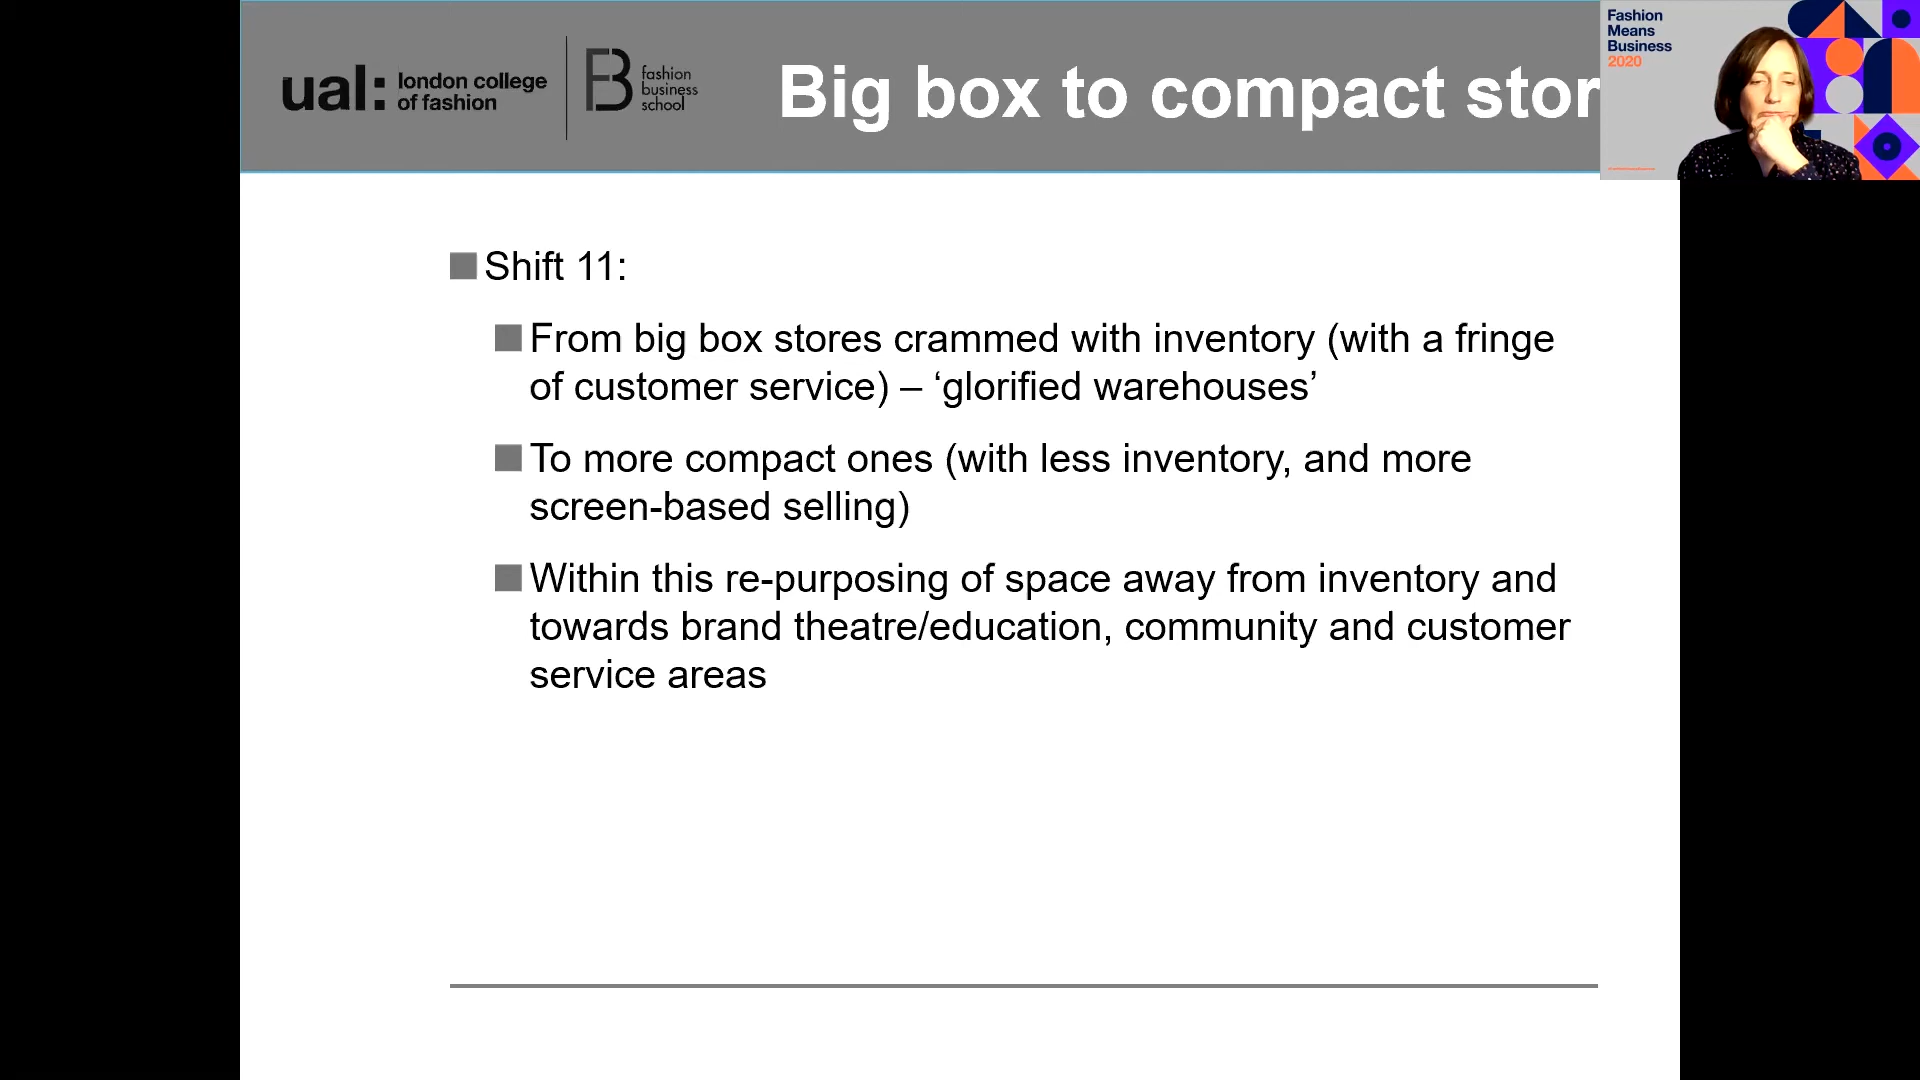 ual: london college
of fashion
B
fashion
business
school
Big box to compact stor
Fashion
Means
Business
2020
Shift 11:
From big box stores crammed with inventory (with a fringe
of customer service) – ‘glorified warehouses’
To more compact ones (with less inventory, and more
screen-based selling)
Within this re-purposing of space away from inventory and
towards brand theatre/education, community and customer
service areas